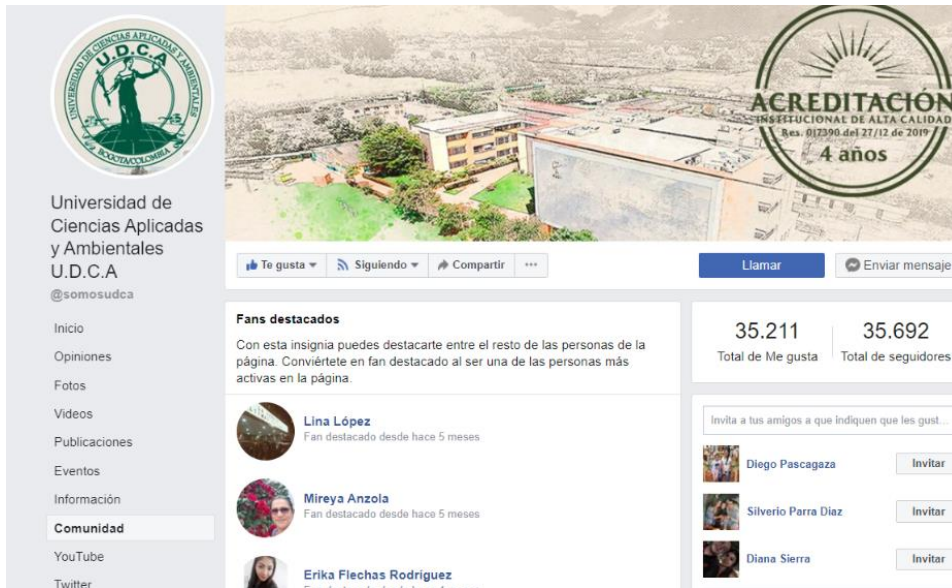 UNIVERSIDAD DE CIENCIAS APLICADAS Y AMBIENTALES
U.D.C.A
BOGOTA/COLOMBIA
ACREDITACIÓN
INSTITUCIONAL DE ALTA CALIDAD
Res. 017390 del 27/12 de 2019
4 años
Universidad de
Ciencias Aplicadas
y Ambientales
U.D.C.A
@somosudca
Inicio
Opiniones
Fotos
Videos
Publicaciones
Eventos
Información
Comunidad
YouTube
Twitter
Te gusta
Siguiendo
Compartir
Llamar
Enviar mensaje
Fans destacados
Con esta insignia puedes destacarte entre el resto de las personas de la
página. Conviértete en fan destacado al ser una de las personas más
activas en la página.
Lina López
Fan destacado desde hace 5 meses
Mireya Anzola
Fan destacado desde hace 5 meses
Erika Flechas Rodriguez
35.211
Total de Me gusta
35.692
Total de seguidores
Invita a tus amigos a que indiquen que les gust...
Diego Pascagaza
Invitar
Silverio Parra Diaz
Invitar
Diana Sierra
Invitar